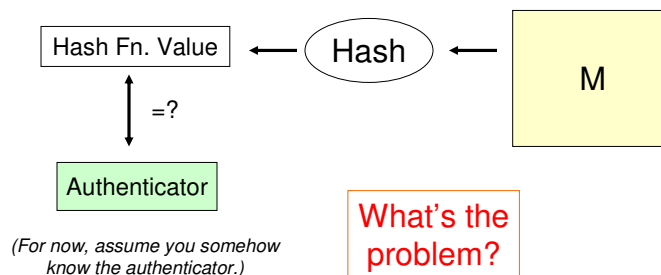 Hash Fn. Value
Hash
M
=?
Authenticator
(For now, assume you somehow
know the authenticator.)
What's the
problem?